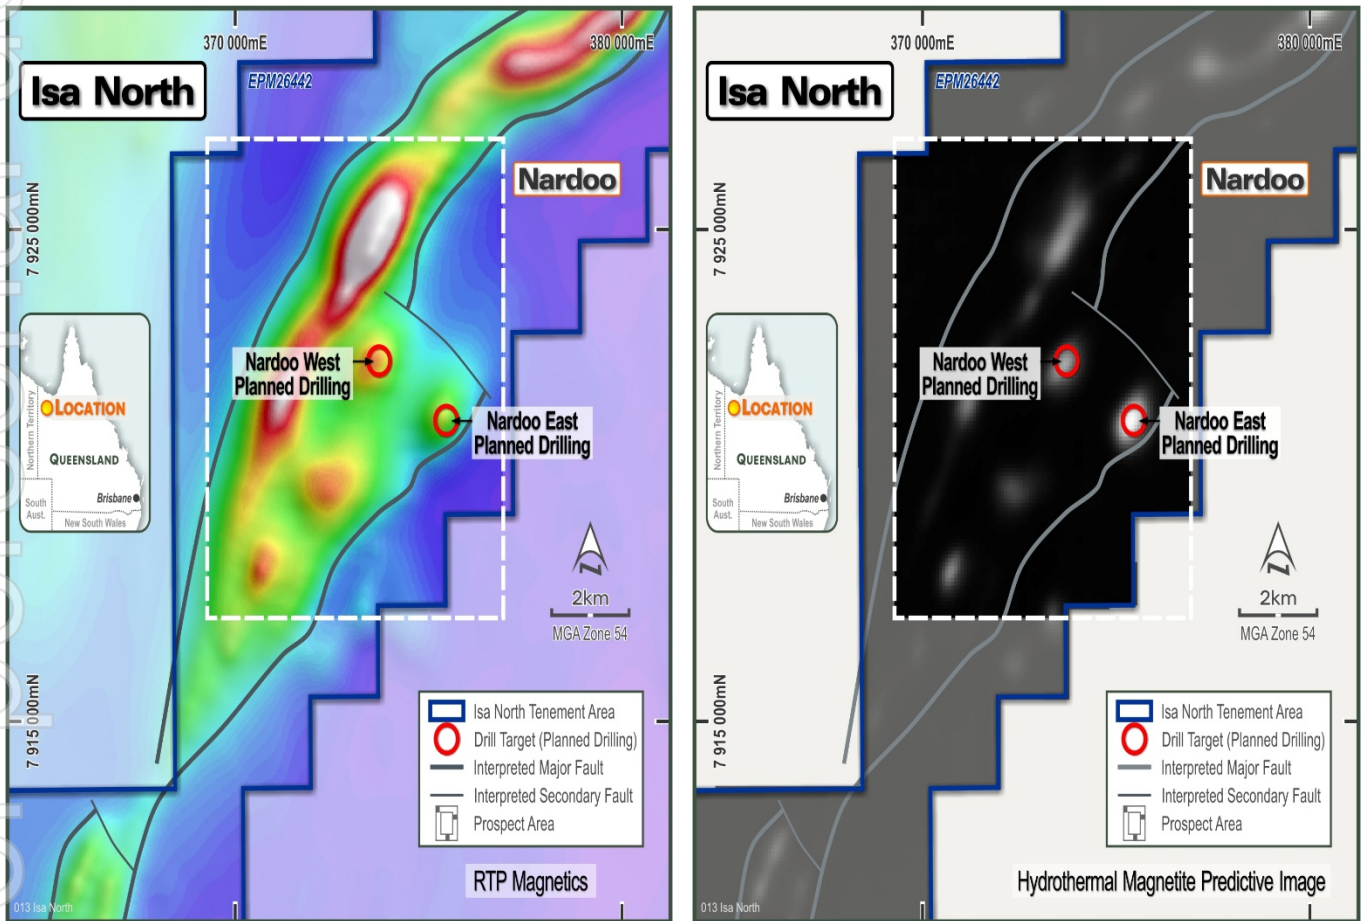 370 000mE
380 000mE
Isa North
EPM26442
Nardoo
7 925 000mN
Nardoo West
Planned Drilling
LOCATION
Northern Territory
QUEENSLAND
Nardoo East
Planned Drilling
South
Aust.
Brisbane
New South Wales
2km
MGA Zone 54
7 915 000mN
Isa North Tenement Area
Drill Target (Planned Drilling)
Interpreted Major Fault
Interpreted Secondary Fault
Prospect Area
RTP Magnetics
013 Isa North
370 000mE
380 000mE
Isa North
EPM26442
Nardoo
7 925 000mN
Nardoo West
Planned Drilling
LOCATION
Northern Territory
QUEENSLAND
Nardoo East
Planned Drilling
South
Aust.
Brisbane
New South Wales
2km
MGA Zone 54
7 915 000mN
Isa North Tenement Area
Drill Target (Planned Drilling)
Interpreted Major Fault
Interpreted Secondary Fault
Prospect Area
Hydrothermal Magnetite Predictive Image
013 Isa North